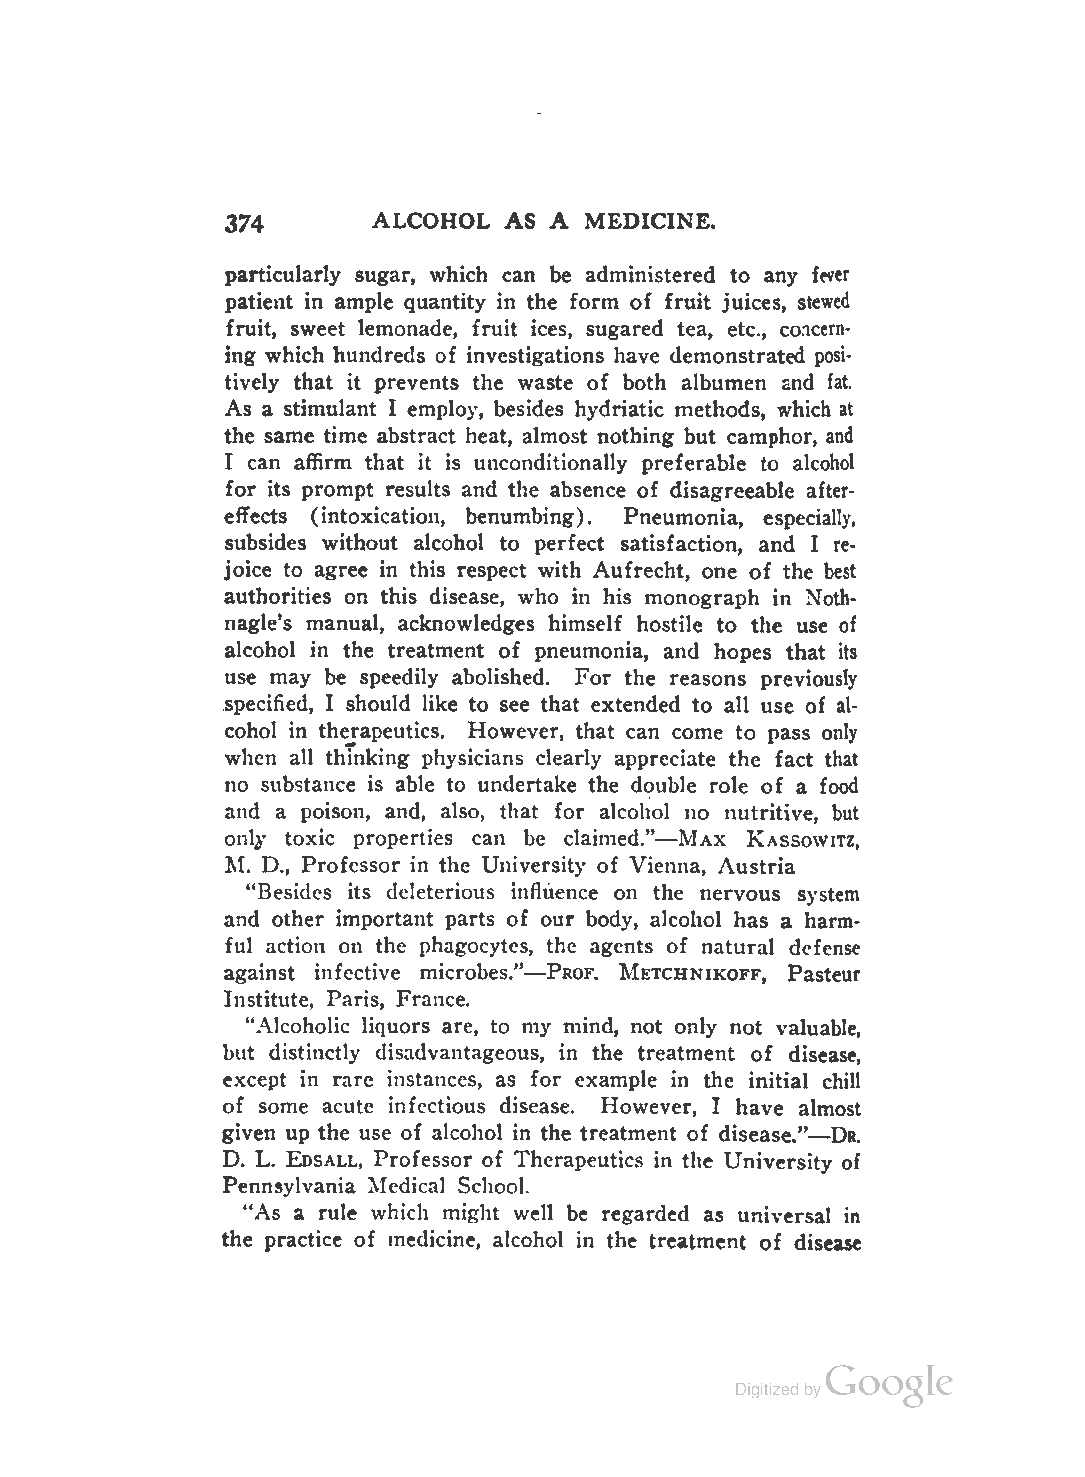 374 ALCOHOL AS A MEDICINE.
particularly sugar, which can be administered to any fever
patient in ample quantity in the form of fruit juices, stewed
fruit, sweet lemonade, fruit ices, sugared tea, etc., concern-
ing which hundreds of investigations have demonstrated posi-
tively that it prevents the waste of both albumen and fat.
As a stimulant I employ, besides hydriatic methods, which at
the same time abstract heat, almost nothing but camphor, and
I can affirm that it is unconditionally preferable to alcohol
for its prompt results and the absence of disagreeable after-
effects (intoxication, benumbing). Pneumonia, especially,
subsides without alcohol to perfect satisfaction, and I re-
joice to agree in this respect with Aufrecht, one of the best
authorities on this disease, who in his monograph in Noth-
nagle's manual, acknowledges himself hostile to the use of
alcohol in the treatment of pneumonia, and hopes that its
use may be speedily abolished. For the reasons previously
specified, I should like to see that extended to all use of al-
cohol in therapeutics. However, that can come to pass only
when all thinking physicians clearly appreciate the fact that
no substance is able to undertake the double role of a food
and a poison, and, also, that for alcohol no nutritive, but
only toxic properties can be claimed."—MAX KASSOWITZ,
M. D., Professor in the University of Vienna, Austria
"Besides its deleterious influence on the nervous system
and other important parts of our body, alcohol has a harm-
ful action on the phagocytes, the agents of natural defense
against infective microbes."—PROF. METCHNIKOFF, Pasteur
Institute, Paris, France.
"Alcoholic liquors are, to my mind, not only not valuable,
but distinctly disadvantageous, in the treatment of disease,
except in rare instances, as for example in the initial chill
of some acute infectious disease. However, I have almost
given up the use of alcohol in the treatment of disease."—DR.
D. L. EDSALL, Professor of Therapeutics in the University of
Pennsylvania Medical School.
"As a rule which might well be regarded as universal in
the practice of medicine, alcohol in the treatment of disease
Digitized by Google